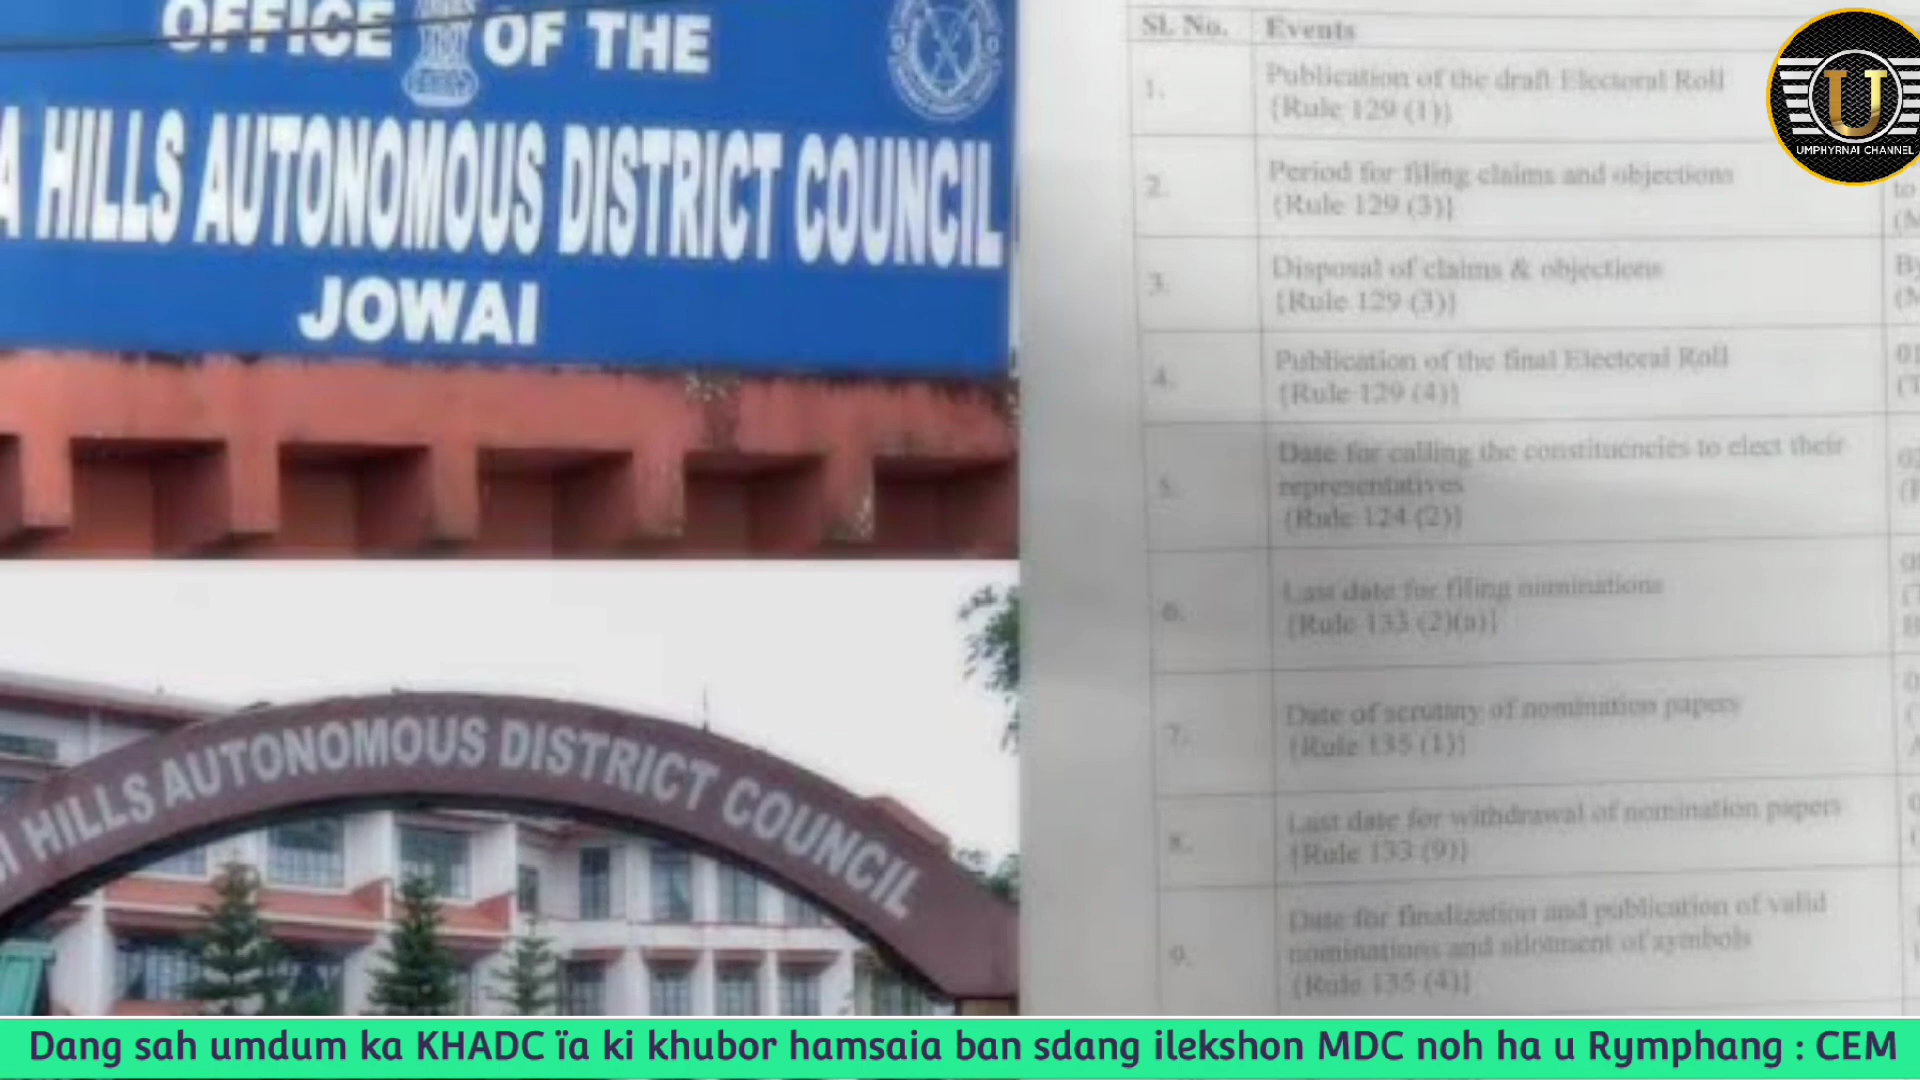 OFFICE OF THE
A HILLS AUTONOMOUS DISTRICT COUNCIL
JOWAI
HILLS AUTONOMOUS DISTRICT COUNCIL
Sl. No. Events
1. Publication of the draft Electoral Roll
{Rule 129 (1)}
2. Period for filing claims and objections
{Rule 129 (3)}
to
3. Disposal of claims & objections
{Rule 129 (3)}
By
4. Publication of the final Electoral Roll
{Rule 129 (4)}
01
5. Date for calling the constituencies to elect their
representatives
{Rule 124 (2)}
6. Last date for filing nominations
{Rule 133 (2)(a)}
7. Date of scrutiny of nomination papers
{Rule 135 (1)}
8. Last date for withdrawal of nomination papers
{Rule 133 (9)}
9. Date for finalization and publication of valid
nominations and allotment of symbols
{Rule 135 (4)}
U
UMPHYRNAI CHANNEL
Dang sah umdum ka KHADC ïa ki khubor hamsaia ban sdang ilekshon MDC noh ha u Rymphang : CEM